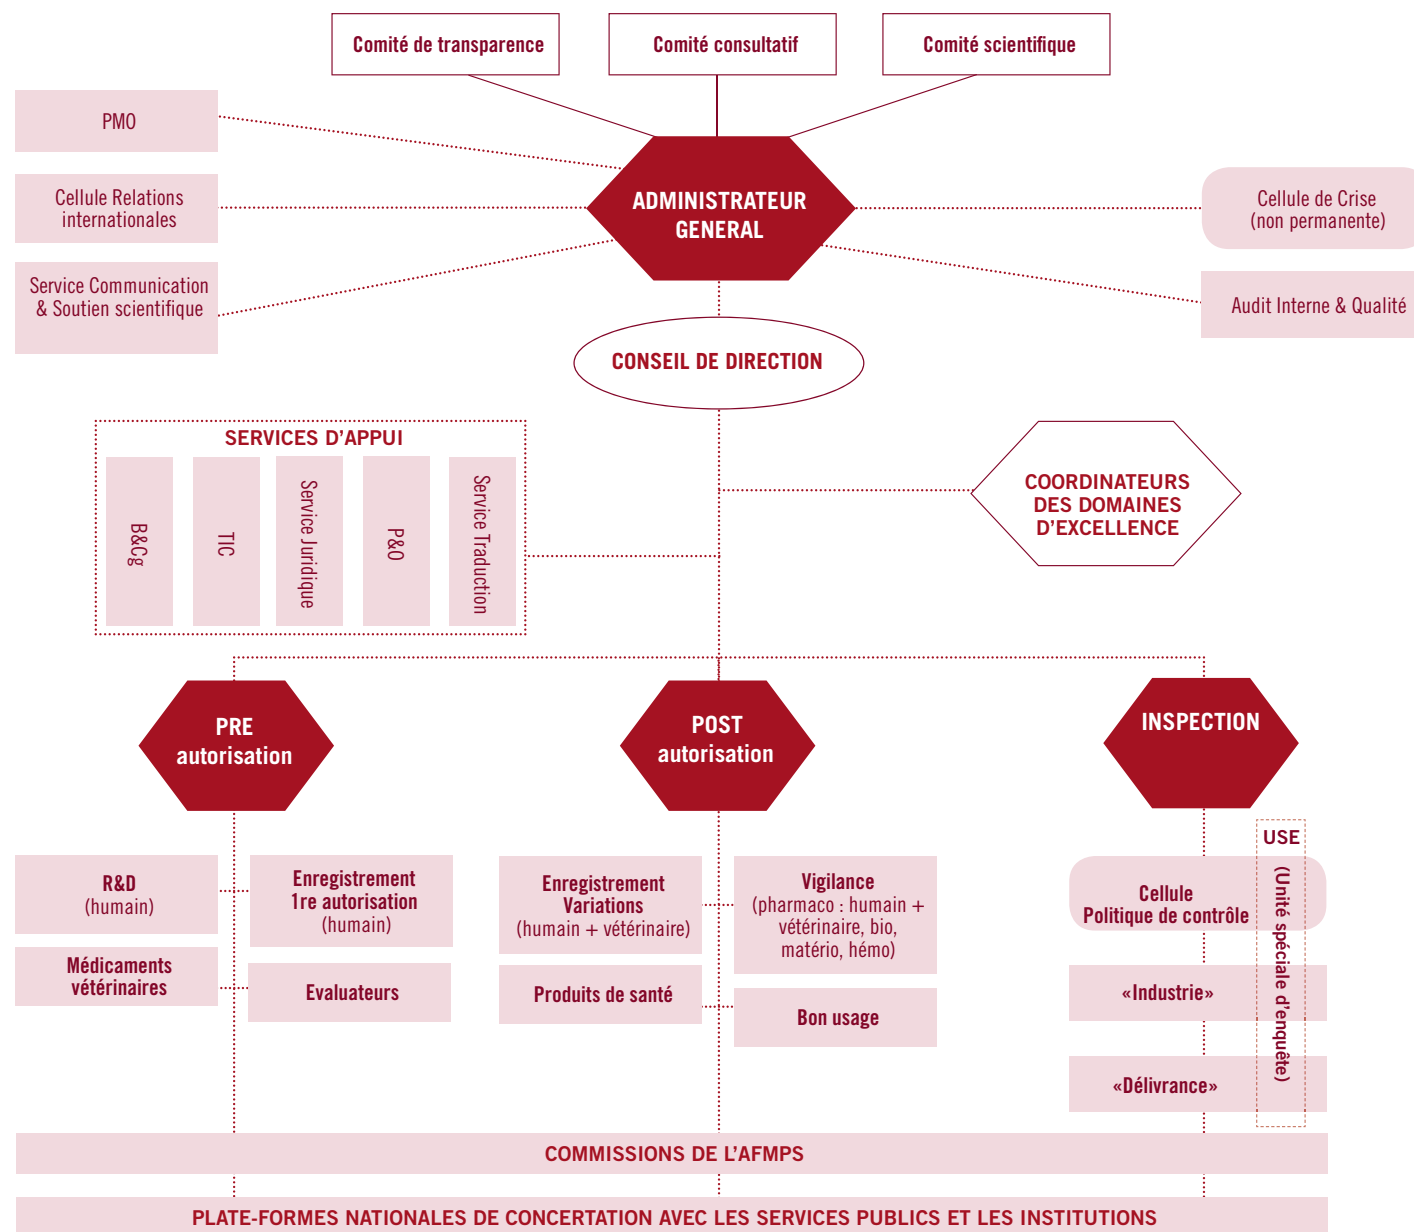 Comité de transparence
Comité consultatif
Comité scientifique
PMO
Cellule Relations
internationales
Service Communication
& Soutien scientifique
ADMINISTRATEUR
GENERAL
Cellule de Crise
(non permanente)
Audit Interne & Qualité
CONSEIL DE DIRECTION
SERVICES D'APPUI
B&Cg
TIC
Service Juridique
P&O
Service Traduction
COORDINATEURS
DES DOMAINES
D'EXCELLENCE
PRE
autorisation
POST
autorisation
INSPECTION
R&D
(humain)
Enregistrement
1re autorisation
(humain)
Médicaments
vétérinaires
Evaluateurs
Enregistrement
Variations
(humain + vétérinaire)
Vigilance
(pharmaco : humain +
vétérinaire, bio,
matério, hémo)
Produits de santé
Bon usage
USE
(Unité spéciale d'enquête)
Cellule
Politique de contrôle
«Industrie»
«Délivrance»
COMMISSIONS DE L'AFMPS
PLATE-FORMES NATIONALES DE CONCERTATION AVEC LES SERVICES PUBLICS ET LES INSTITUTIONS